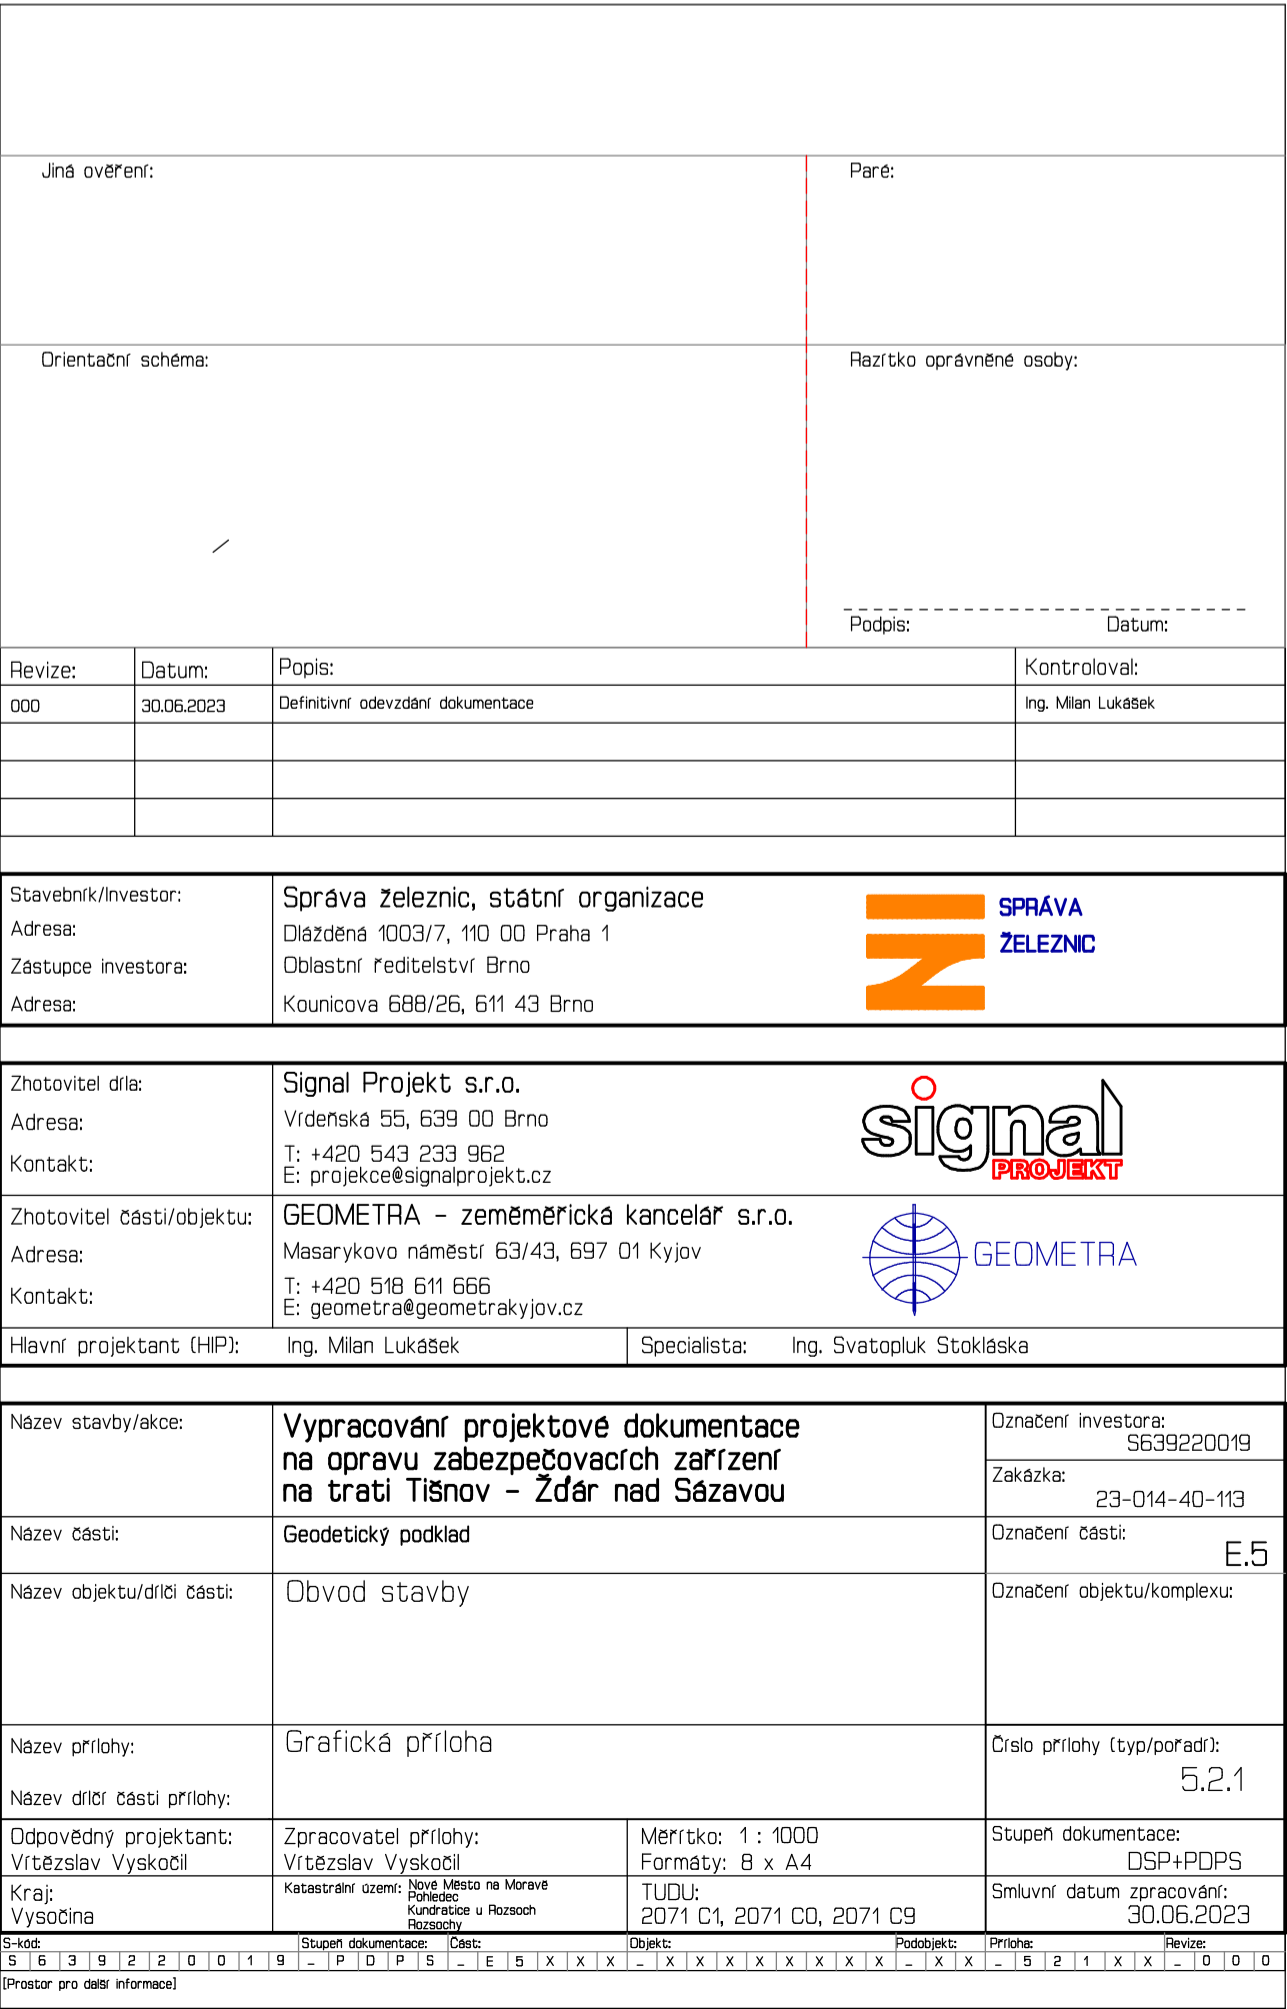 Jiná ověření:
Paré:
Orientační schéma:
Razítko oprávněné osoby:
Podpis: Datum:
Revize: Datum: Popis: Kontroloval:
000 30.06.2023 Definitivní odevzdání dokumentace Ing. Milan Lukášek
Stavebník/Investor: Správa železnic, státní organizace
Adresa: Dlážděná 1003/7, 110 00 Praha 1
Zástupce investora: Oblastní ředitelství Brno
Adresa: Kounicova 688/26, 611 43 Brno
SPRÁVA
ŽELEZNIC
Zhotovitel díla: Signal Projekt s.r.o.
Adresa: Vídeňská 55, 639 00 Brno
Kontakt: T: +420 543 233 962
E: projekce@signalprojekt.cz
signal
PROJEKT
Zhotovitel části/objektu: GEOMETRA - zeměměřická kancelář s.r.o.
Adresa: Masarykovo náměstí 63/43, 697 01 Kyjov
Kontakt: T: +420 518 611 666
E: geometra@geometrakyjov.cz
GEOMETRA
Hlavní projektant (HIP): Ing. Milan Lukášek Specialista: Ing. Svatopluk Stokláska
Název stavby/akce: Vypracování projektové dokumentace
na opravu zabezpečovacích zařízení
na trati Tišnov - Žďár nad Sázavou
Označení investora:
S639220019
Zakázka:
23-014-40-113
Název části: Geodetický podklad
Označení části:
E.5
Název objektu/dílči části: Obvod stavby
Označení objektu/komplexu:
Název přílohy: Grafická příloha
Název dílčí části přílohy:
Číslo přílohy (typ/pořadí):
5.2.1
Odpovědný projektant: Zpracovatel přílohy: Měřítko: 1 : 1000 Stupeň dokumentace:
Vítězslav Vyskočil Vítězslav Vyskočil Formáty: 8 x A4 DSP+PDPS
Kraj:
Vysočina
Katastrální území: Nové Město na Moravě
Pohledec
Kundratice u Rozsoch
Rozsochy
TUDU:
2071 C1, 2071 C0, 2071 C9
Smluvní datum zpracování:
30.06.2023
S-kód: Stupeň dokumentace: Část: Objekt: Podobjekt: Příloha: Revize:
S 6 3 9 2 2 0 0 1 9 _ P D P S _ E 5 X X X _ X X X X X X X X _ X X _ 5 2 1 X X _ 0 0 0
[Prostor pro další informace]